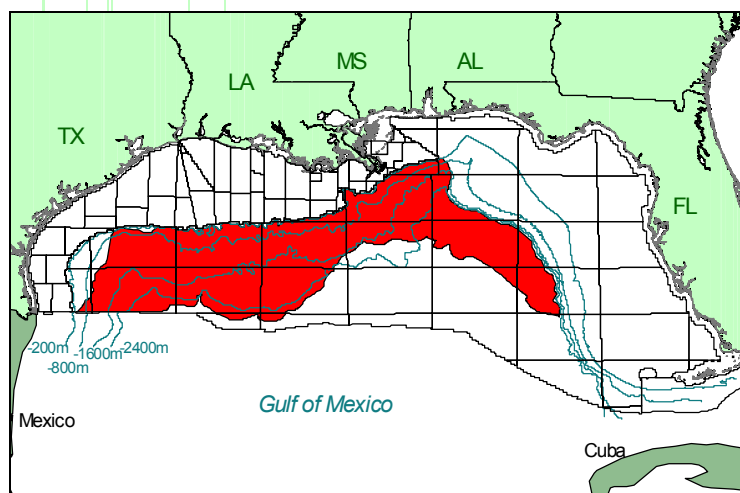 MS
AL
LA
TX
FL
-200m
-1600m
-2400m
-800m
Gulf of Mexico
Mexico
Cuba